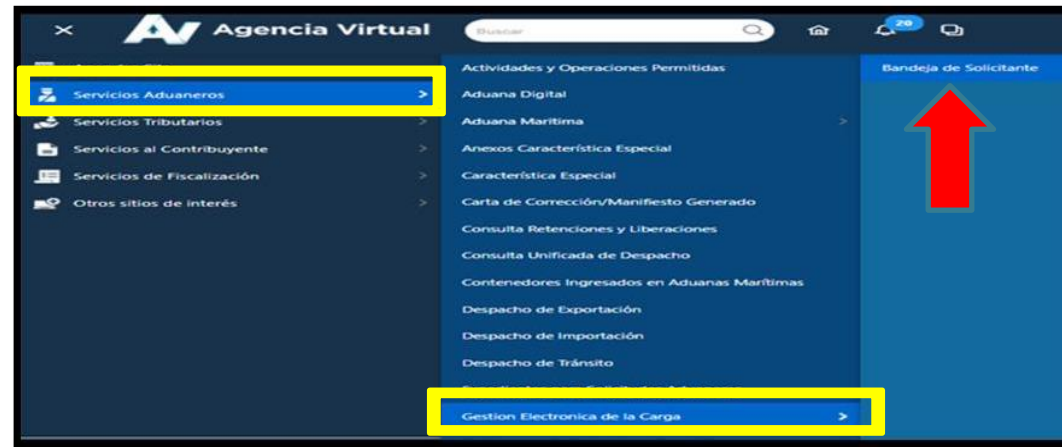 Agencia Virtual
Buscar
20
Servicios Aduaneros
Servicios Tributarios
Servicios al Contribuyente
Servicios de Fiscalización
Otros sitios de interés
Actividades y Operaciones Permitidas
Aduana Digital
Aduana Marítima
Anexos Característica Especial
Característica Especial
Carta de Corrección/Manifiesto Generado
Consulta Retenciones y Liberaciones
Consulta Unificada de Despacho
Contenedores Ingresados en Aduanas Marítimas
Despacho de Exportación
Despacho de Importación
Despacho de Tránsito
Gestion Electronica de la Carga
Bandeja de Solicitante